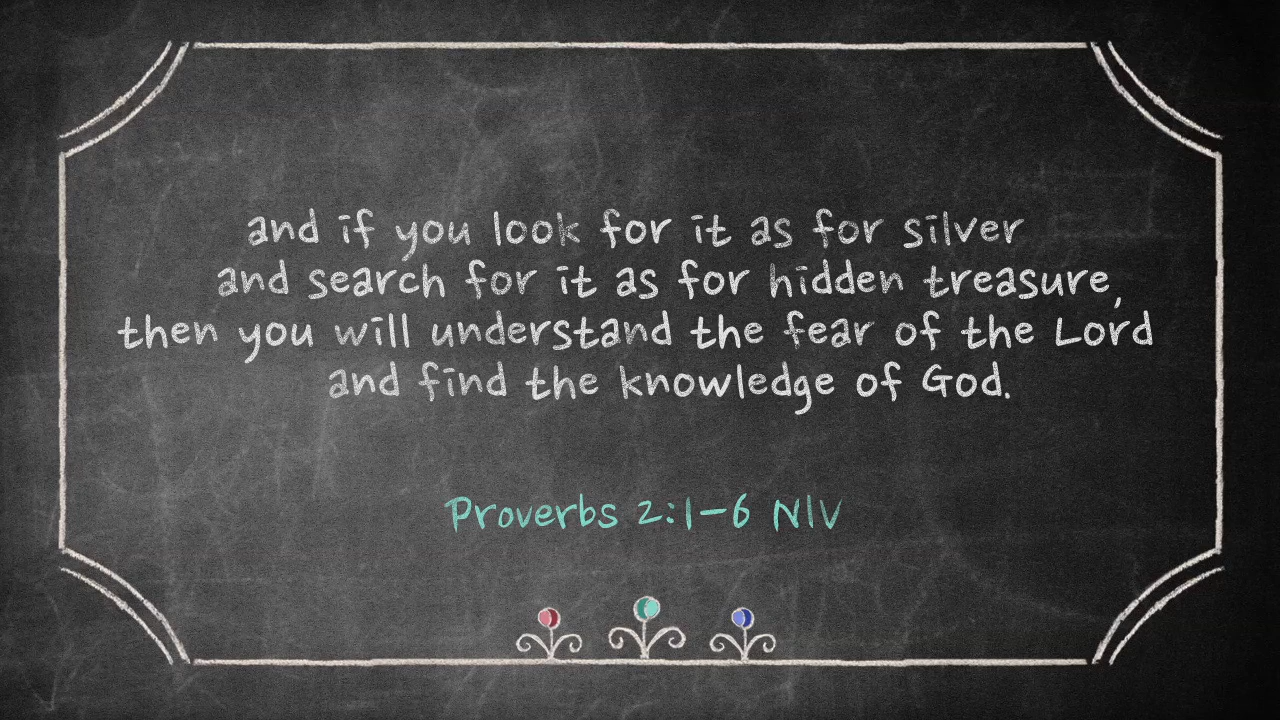 and if you look for it as for silver
and search for it as for hidden treasure,
then you will understand the fear of the Lord
and find the knowledge of God.
Proverbs 2:1-6 NIV